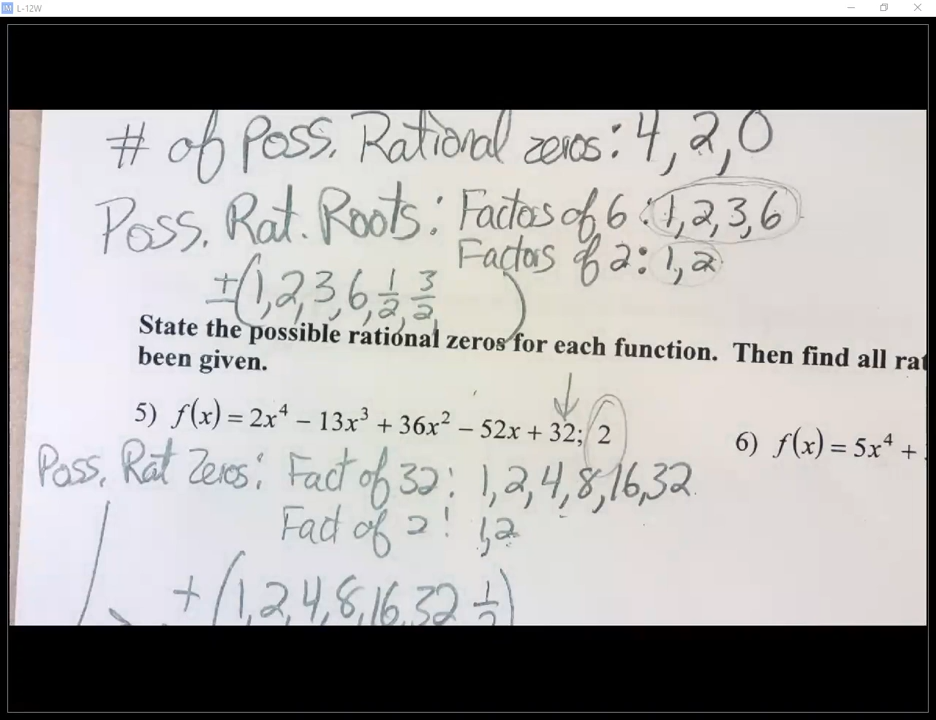 L-12W
# of Poss. Rational zeros: 4, 2, 0
Poss. Rat. Roots: Factors of 6 : 1, 2, 3, 6
Factors of 2: 1, 2
±(1, 2, 3, 6, 1/2, 3/2, )
State the possible rational zeros for each function. Then find all
been given.
5) f(x) = 2x⁴ − 13x³ + 36x² − 52x + 32; 2
6) f(x) = 5x⁴ +
Poss. Rat Zeros: Fact of 32: 1, 2, 4, 8, 16, 32
Fact of 2: 1, 2
+ (1, 2, 4, 8, 16, 32 1/2)